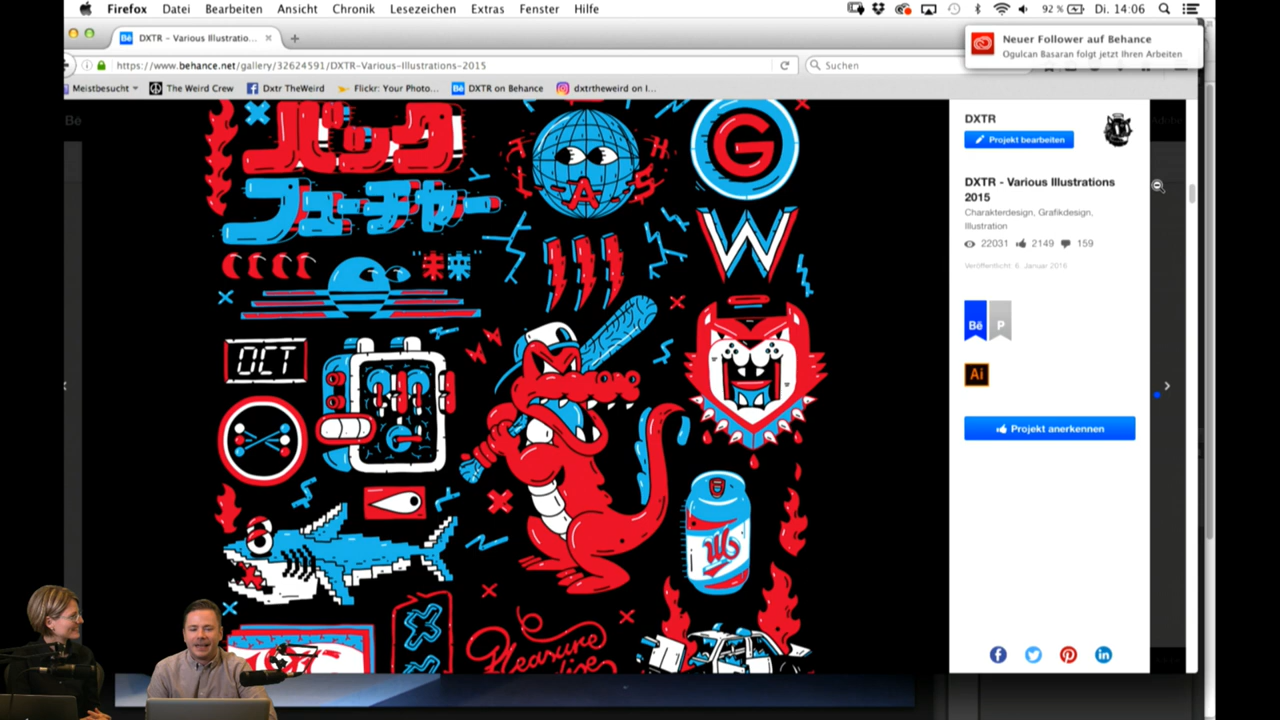 Firefox Datei Bearbeiten Ansicht Chronik Lesezeichen Extras Fenster Hilfe 92 % Di. 14:06
DXTR – Various Illustratio…
https://www.behance.net/gallery/32624591/DXTR-Various-Illustrations-2015
Suchen
Neuer Follower auf Behance
Ogulcan Basaran folgt jetzt Ihren Arbeiten
Meistbesucht
The Weird Crew
Dxtr TheWeird
Flickr: Your Photo…
DXTR on Behance
dxtrtheweird on I…
Bē
バック
フューチャー
"未来"
G
W
OCT
DXTR
Projekt bearbeiten
DXTR - Various Illustrations
2015
Charakterdesign, Grafikdesign,
Illustration
22031 2149 159
Veröffentlicht: 6. Januar 2016
Bē P
Ai
Projekt anerkennen
Pleasure